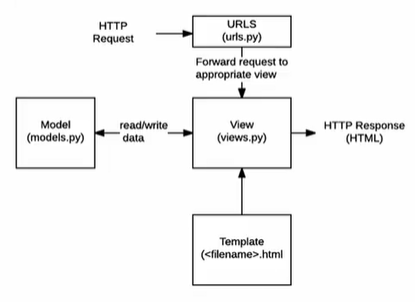 HTTP
Request
URLS
(urls.py)
Forward request to
appropriate view
Model
(models.py)
read/write
data
View
(views.py)
HTTP Response
(HTML)
Template
(<filename>.html